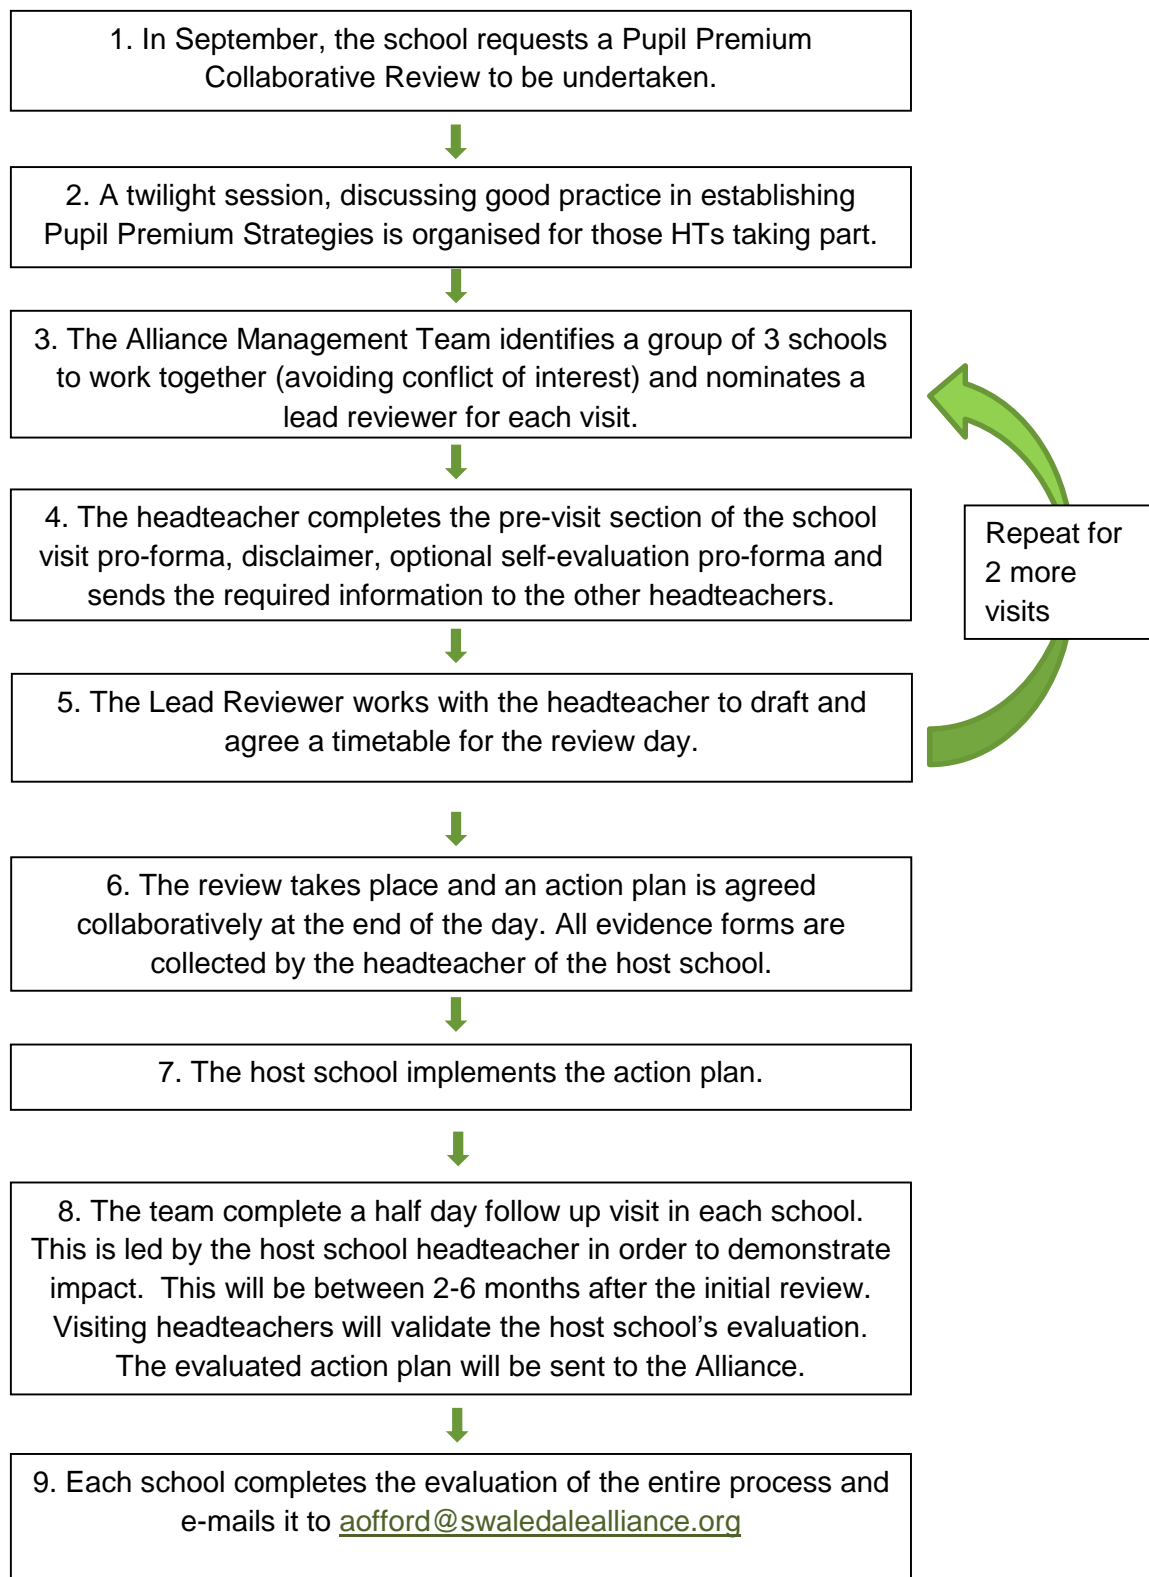 1. In September, the school requests a Pupil Premium
Collaborative Review to be undertaken.
2. A twilight session, discussing good practice in establishing
Pupil Premium Strategies is organised for those HTs taking part.
3. The Alliance Management Team identifies a group of 3 schools
to work together (avoiding conflict of interest) and nominates a
lead reviewer for each visit.
4. The headteacher completes the pre-visit section of the school
visit pro-forma, disclaimer, optional self-evaluation pro-forma and
sends the required information to the other headteachers.
Repeat for
2 more
visits
5. The Lead Reviewer works with the headteacher to draft and
agree a timetable for the review day.
6. The review takes place and an action plan is agreed
collaboratively at the end of the day. All evidence forms are
collected by the headteacher of the host school.
7. The host school implements the action plan.
8. The team complete a half day follow up visit in each school.
This is led by the host school headteacher in order to demonstrate
impact.  This will be between 2-6 months after the initial review.
Visiting headteachers will validate the host school’s evaluation.
The evaluated action plan will be sent to the Alliance.
9. Each school completes the evaluation of the entire process and
e-mails it to aofford@swaledalealliance.org